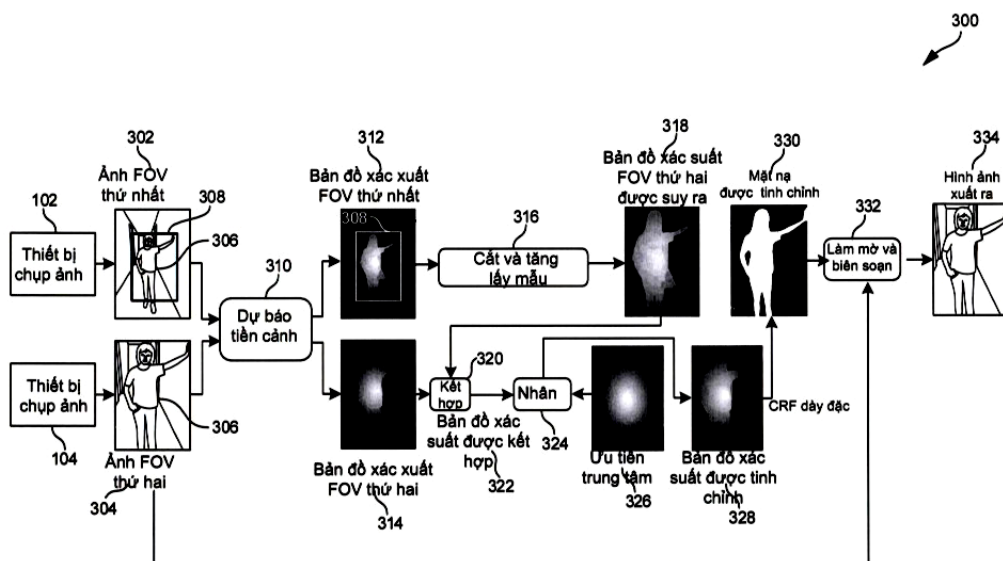 300
302
Ảnh FOV
thứ nhất
308
306
102
Thiết bị
chụp ảnh
312
Bản đồ xác xuất
FOV thứ nhất
308
316
Cắt và tăng
lấy mẫu
318
Bản đồ xác suất
FOV thứ hai
được suy ra
330
Mặt nạ
được tinh chỉnh
332
Làm mờ và
biên soạn
334
Hình ảnh
xuất ra
310
Dự báo
tiền cảnh
Thiết bị
chụp ảnh
104
306
Ảnh FOV
thứ hai
304
Bản đồ xác xuất
FOV thứ hai
314
320
Kết
hợp
Bản đồ xác
suất được kết
hợp
322
Nhân
324
Ưu tiên
trung tâm
326
Bản đồ xác
suất được tinh
chỉnh
328
CRF dày đặc